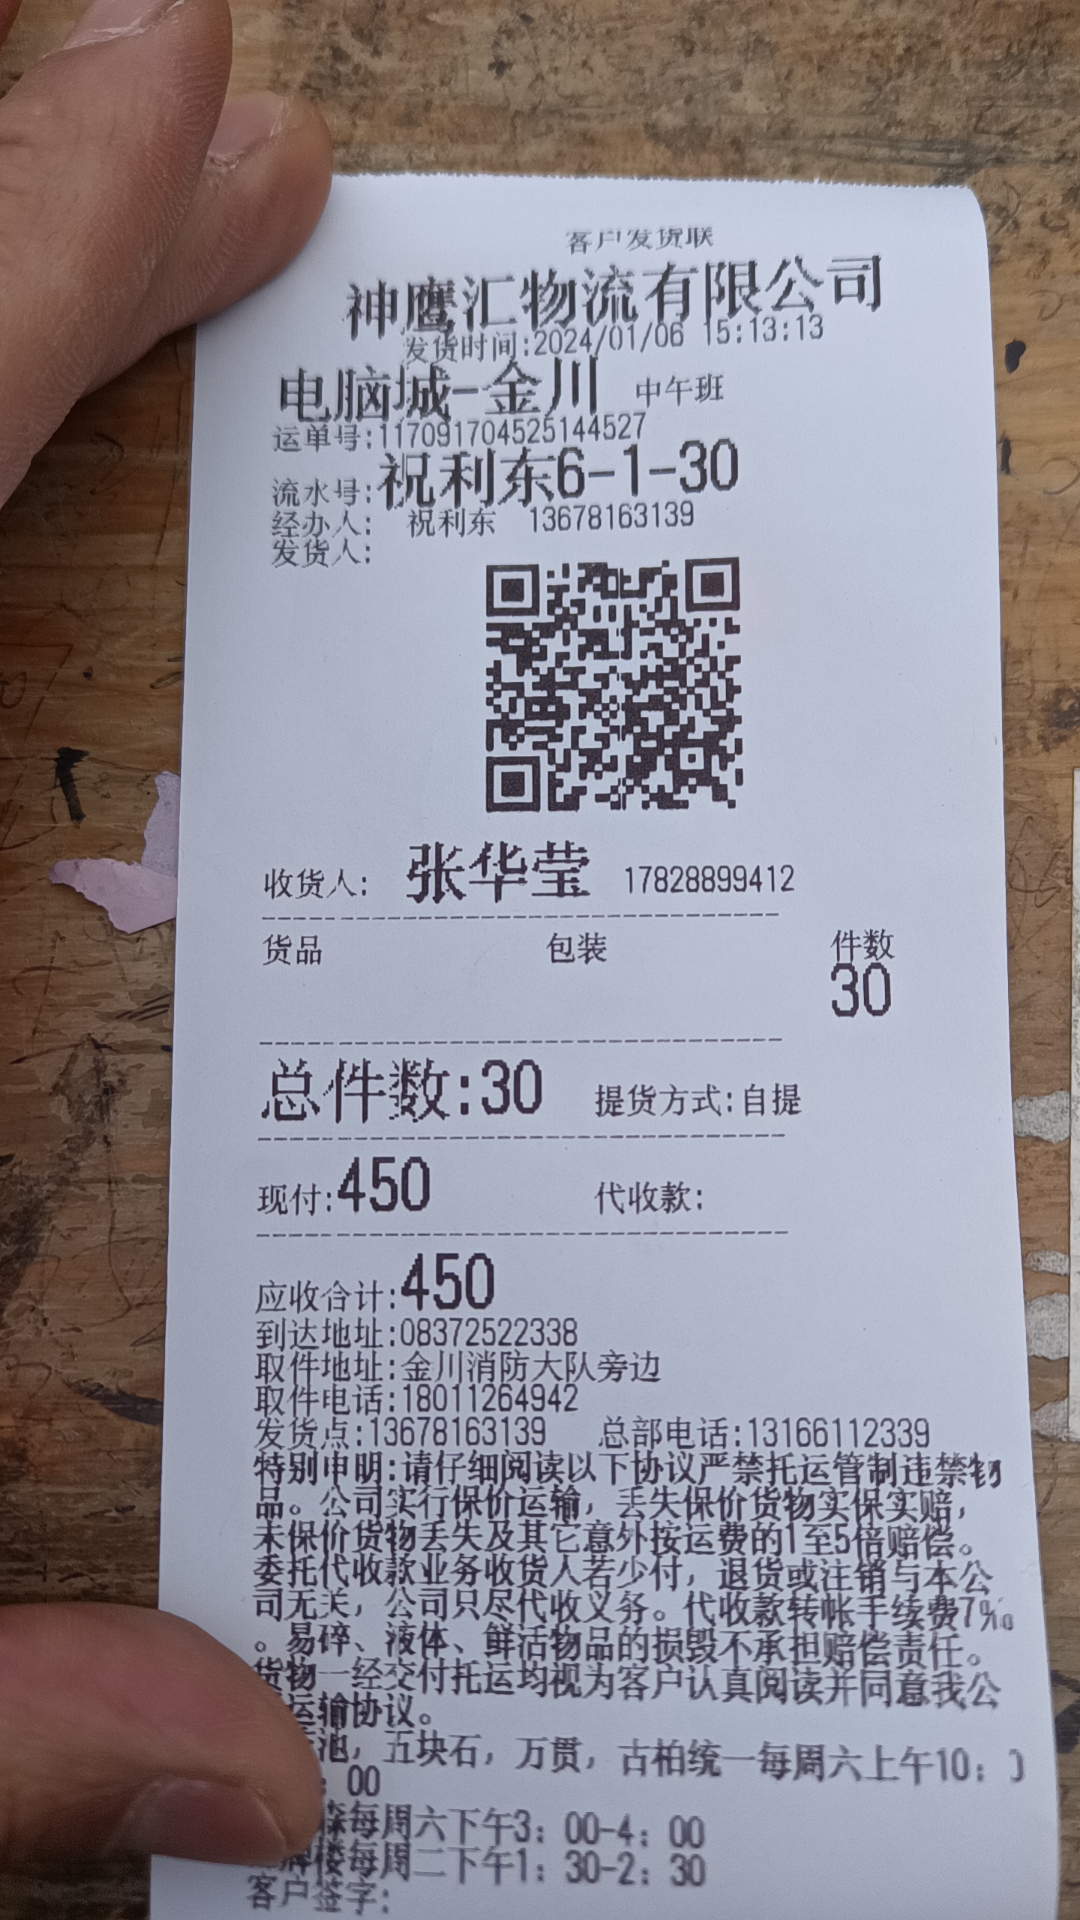 客户发货联
神鹰汇物流有限公司
发货时间:2024/01/06 15:13:13
电脑城-金川 中午班
运单号:117091704525144527
流水号:祝利东6-1-30
经办人: 祝利东 13678163139
发货人:
收货人: 张华莹 17828899412
货品 包装 件数
30
总件数:30 提货方式:自提
现付:450 代收款:
应收合计:450
到达地址:08372522338
取件地址:金川消防大队旁边
取件电话:18011264942
发货点:13678163139 总部电话:13166112339
特别申明:请仔细阅读以下协议严禁托运管制违禁物
品。公司实行保价运输，丢失保价货物实保实赔，
未保价货物丢失及其它意外按运费的1至5倍赔偿。
委托代收款业务收货人若少付，退货或注销与本公
司无关，公司只尽代收义务。代收款转帐手续费7‰
。易碎、液体、鲜活物品的损毁不承担赔偿责任。
货物一经交付托运均视为客户认真阅读并同意我公
运输协议。
池，五块石，万贯，古柏统一每周六上午10：
：00
每周六下午3：00-4：00
牌楼每周二下午1：30-2：30
客户签字: